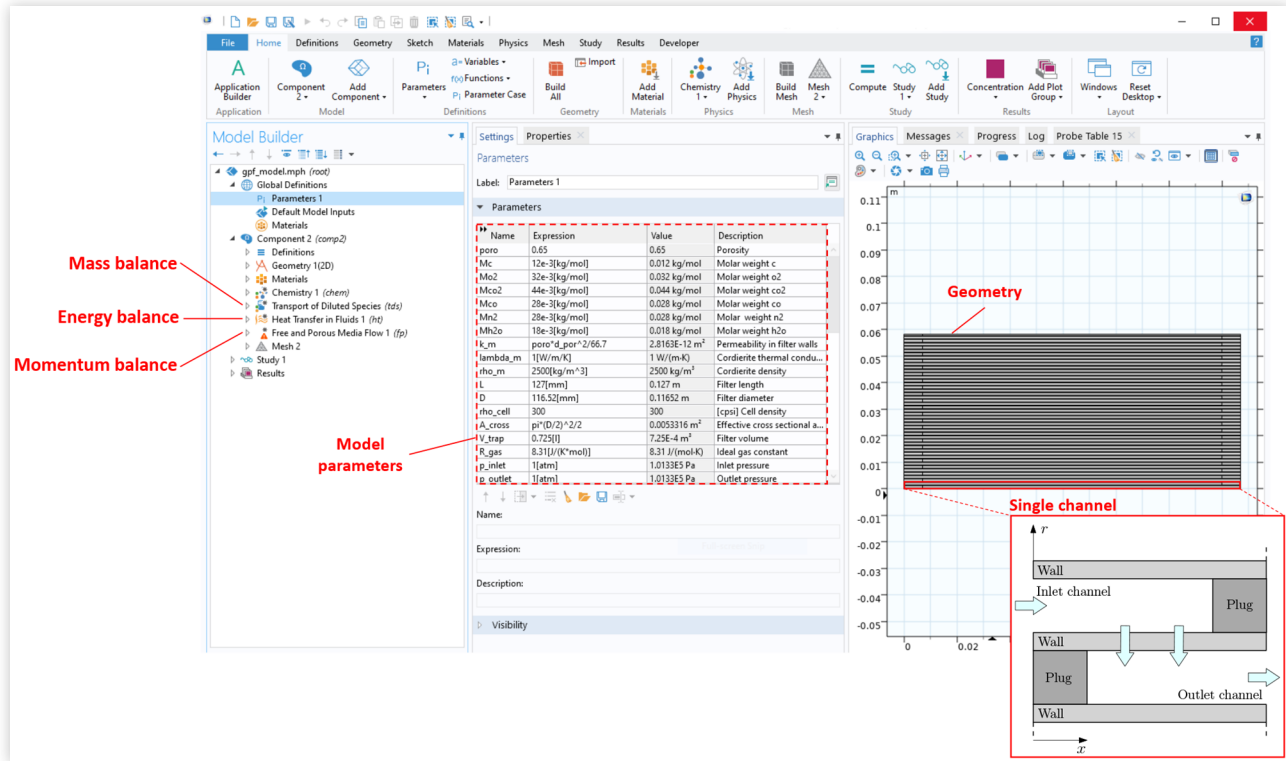 File Home Definitions Geometry Sketch Materials Physics Mesh Study Results Developer
Application Builder
Component 2
Add Component
Pi Parameters
a= Variables
f(x) Functions
Pi Parameter Case
Build All
Import
Add Material
Chemistry 1
Add Physics
Build Mesh
Mesh 2
Compute
Study 1
Add Study
Concentration 1
Add Plot Group
Windows
Reset Desktop
Application Model Definitions Geometry Materials Physics Mesh Study Results Layout
Model Builder
gpf_model.mph (root)
Global Definitions
Pi Parameters 1
Default Model Inputs
Materials
Component 2 (comp2)
Definitions
Geometry 1(2D)
Materials
Chemistry 1 (chem)
Transport of Diluted Species (tds)
Heat Transfer in Fluids 1 (ht)
Free and Porous Media Flow 1 (fp)
Mesh 2
Study 1
Results
Mass balance
Energy balance
Momentum balance
Model parameters
Settings Properties
Parameters
Label: Parameters 1
Parameters
Name Expression Value Description
poro 0.65 0.65 Porosity
Mc 12e-3[kg/mol] 0.012 kg/mol Molar weight c
Mo2 32e-3[kg/mol] 0.032 kg/mol Molar weight o2
Mco2 44e-3[kg/mol] 0.044 kg/mol Molar weight co2
Mco 28e-3[kg/mol] 0.028 kg/mol Molar weight co
Mn2 28e-3[kg/mol] 0.028 kg/mol Molar weight n2
Mh2o 18e-3[kg/mol] 0.018 kg/mol Molar weight h2o
k_m poro*d_por^2/66.7 2.8163E-12 m² Permeability in filter walls
lambda_m 1[W/m/K] 1 W/(m·K) Cordierite thermal condu...
rho_m 2500[kg/m^3] 2500 kg/m³ Cordierite density
L 127[mm] 0.127 m Filter length
D 116.52[mm] 0.11652 m Filter diameter
rho_cell 300 300 [cpsi] Cell density
A_cross pi*(D/2)^2/2 0.0053316 m² Effective cross sectional a...
V_trap 0.725[l] 7.25E-4 m³ Filter volume
R_gas 8.31[J/(K*mol)] 8.31 J/(mol·K) Ideal gas constant
p_inlet 1[atm] 1.0133E5 Pa Inlet pressure
p_outlet 1[atm] 1.0133E5 Pa Outlet pressure
Name:
Expression:
Description:
Visibility
Graphics Messages Progress Log Probe Table 15
m
0.11
0.1
0.09
0.08
0.07
0.06
0.05
0.04
0.03
0.02
0.01
0
-0.01
-0.02
-0.03
-0.04
-0.05
0 0.02
Geometry
Single channel
r
Wall
Inlet channel
Plug
Wall
Plug
Outlet channel
Wall
x